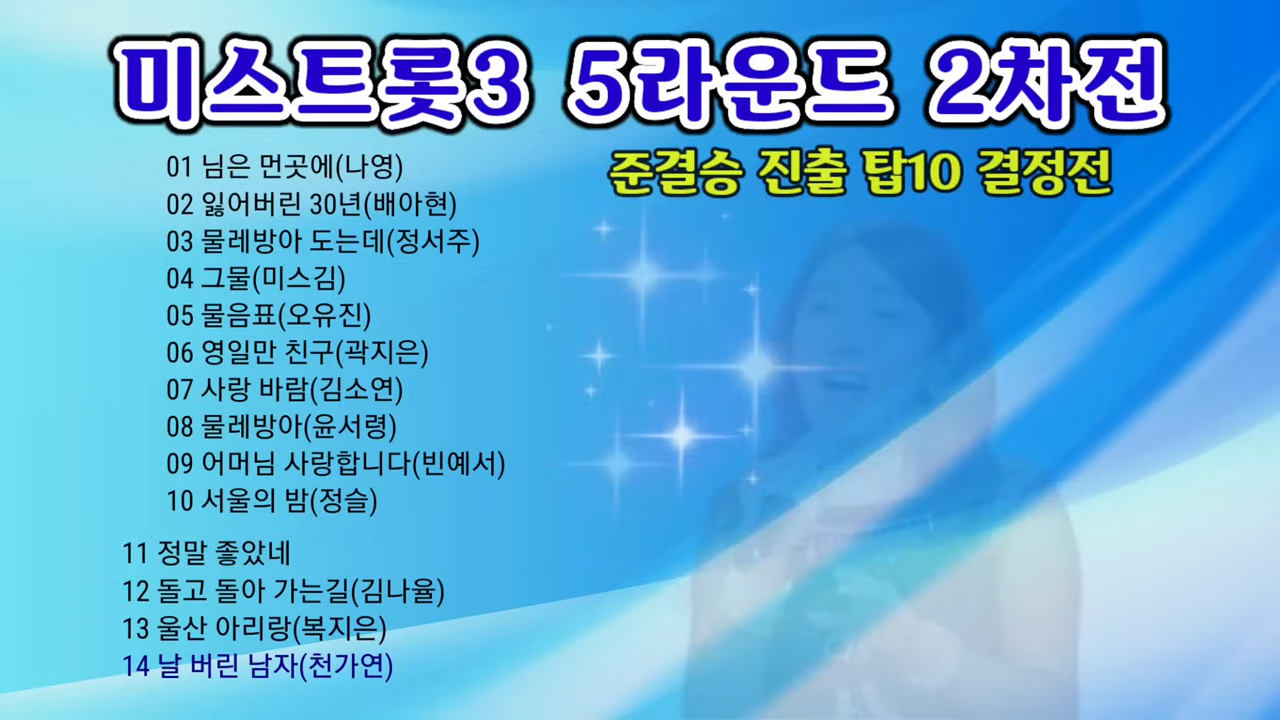 미스트롯3 5라운드 2차전
준결승 진출 탑10 결정전
01 님은 먼곳에(나영)
02 잃어버린 30년(배아현)
03 물레방아 도는데(정서주)
04 그물(미스김)
05 물음표(오유진)
06 영일만 친구(곽지은)
07 사랑 바람(김소연)
08 물레방아(윤서령)
09 어머님 사랑합니다(빈예서)
10 서울의 밤(정슬)
11 정말 좋았네
12 돌고 돌아 가는길(김나율)
13 울산 아리랑(복지은)
14 날 버린 남자(천가연)